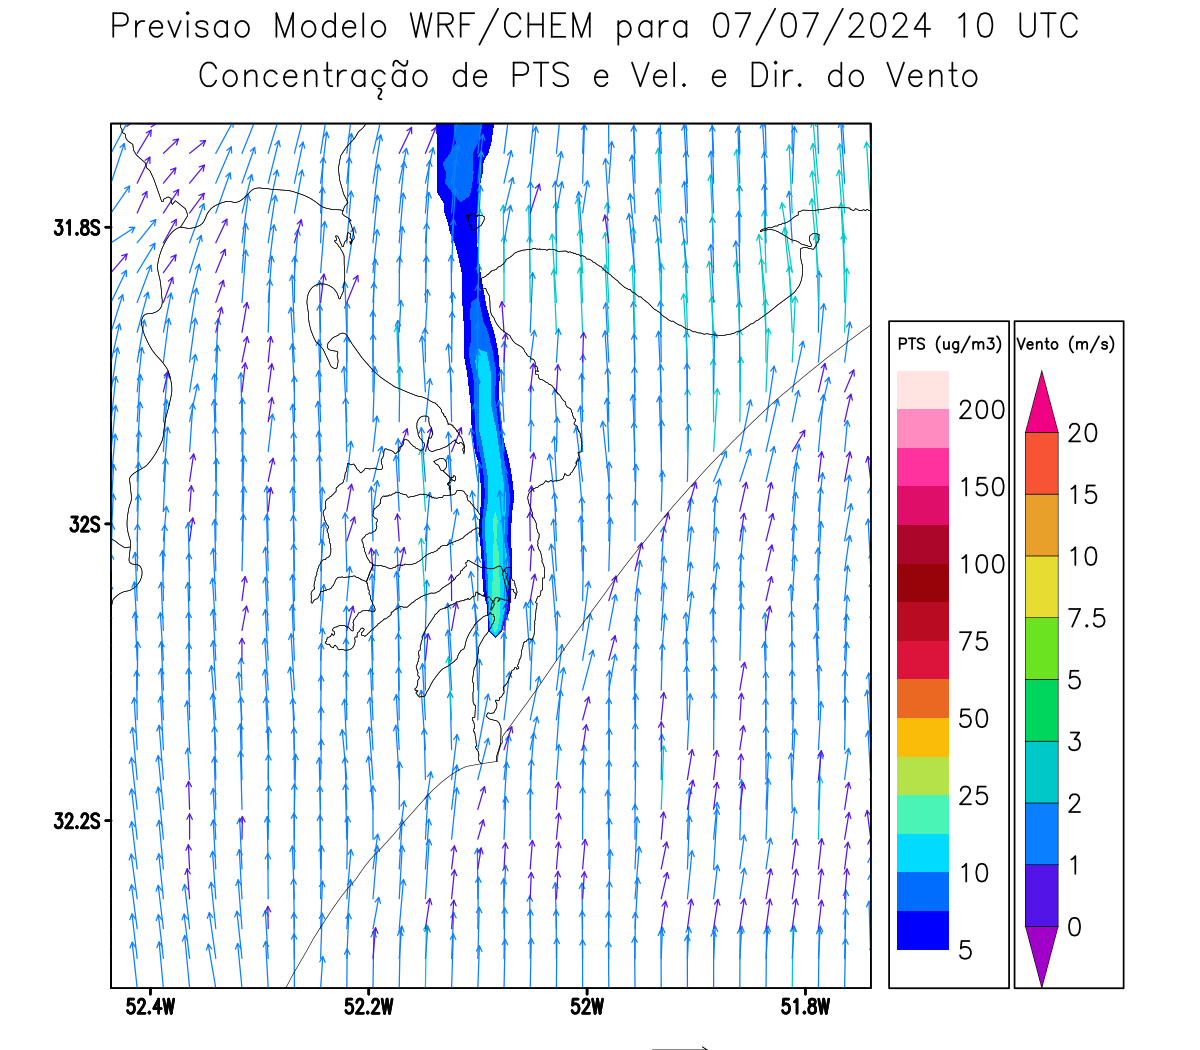 Previsao Modelo WRF/CHEM para 07/07/2024 10 UTC
Concentração de PTS e Vel. e Dir. do Vento
31.8S
32S
32.2S
52.4W 52.2W 52W 51.8W
PTS (ug/m3)
200
150
100
75
50
25
10
5
Vento (m/s)
20
15
10
7.5
5
3
2
1
0